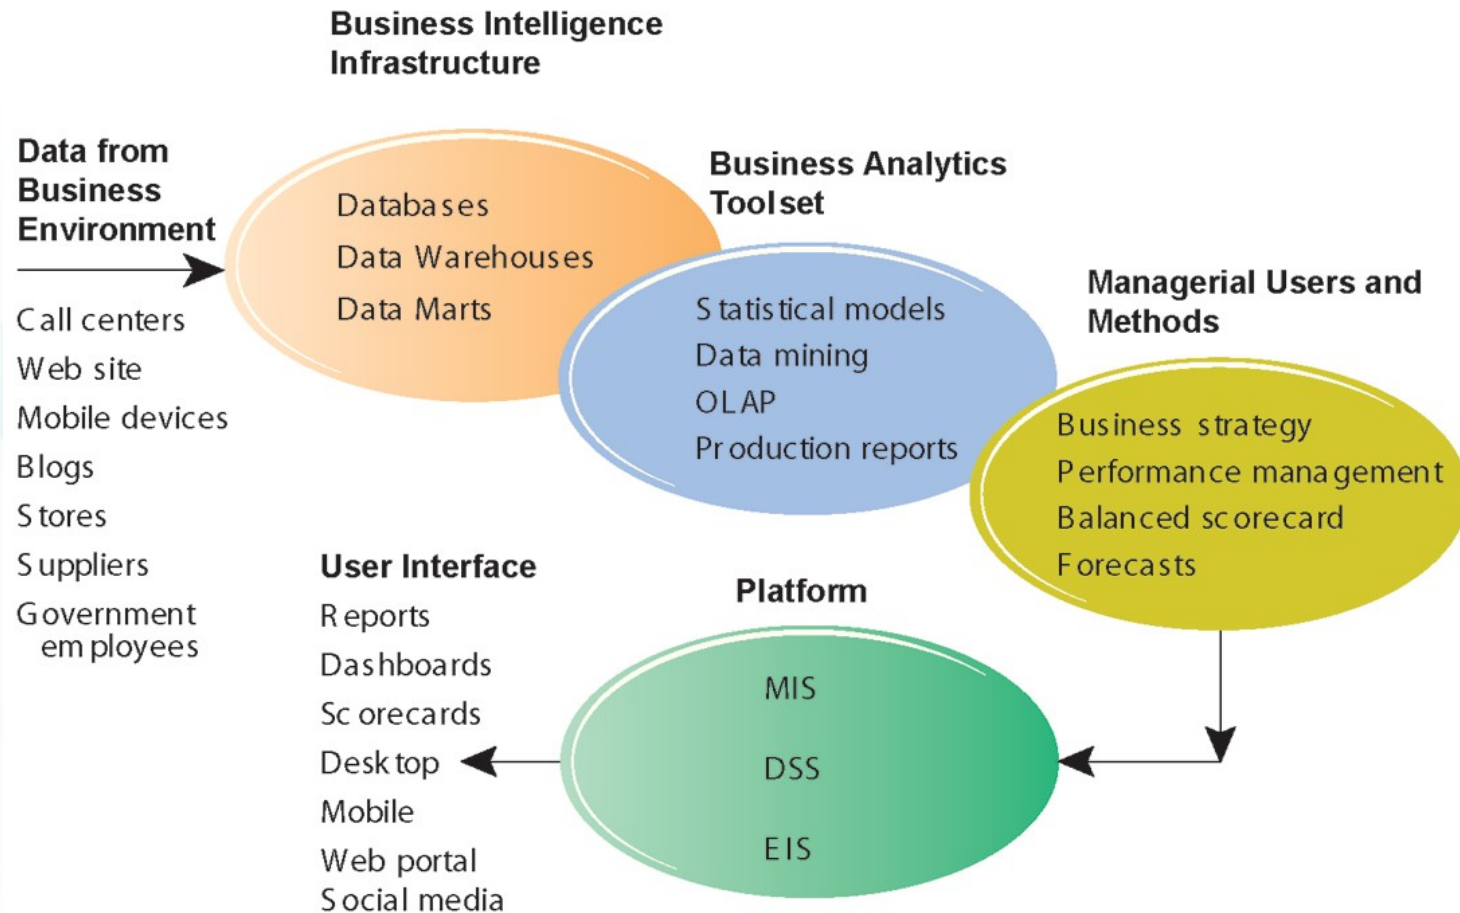 Business Intelligence
Infrastructure
Data from
Business
Environment
Call centers
Web site
Mobile devices
Blogs
Stores
Suppliers
Government
employees
Databases
Data Warehouses
Data Marts
Business Analytics
Toolset
Statistical models
Data mining
OLAP
Production reports
Managerial Users and
Methods
Business strategy
Performance management
Balanced scorecard
Forecasts
Platform
MIS
DSS
EIS
User Interface
Reports
Dashboards
Scorecards
Desktop
Mobile
Web portal
Social media